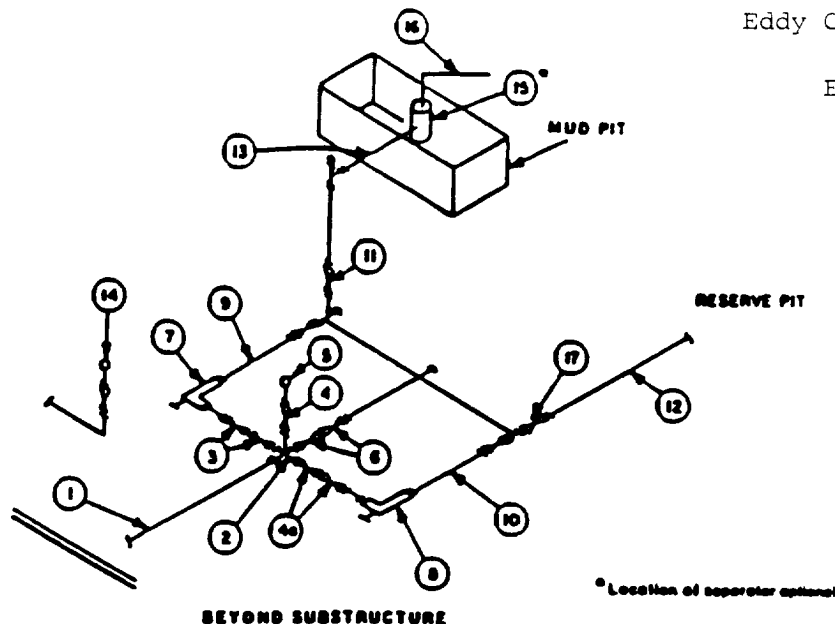 Eddy C
E
16
15 *
MUD PIT
13
11
14
9
RESERVE PIT
7
5
17
4
12
3
6
1
2
4a
8
10
* Location of separator optional
BEYOND SUBSTRUCTURE